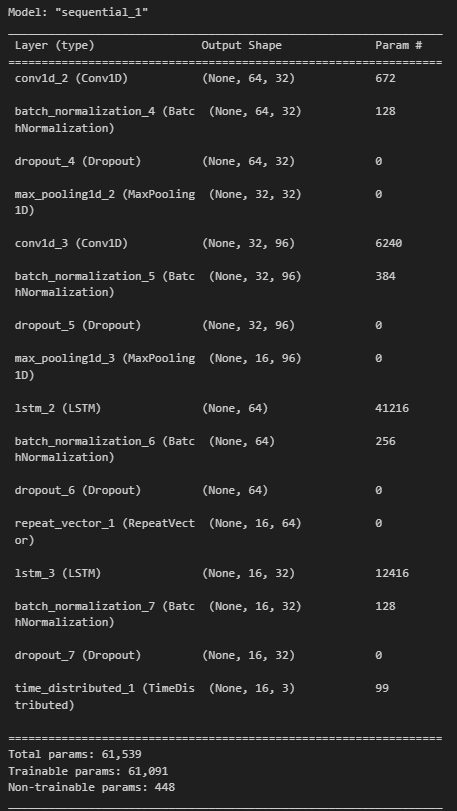 Model: "sequential_1"
Layer (type) Output Shape Param #
conv1d_2 (Conv1D) (None, 64, 32) 672
batch_normalization_4 (Batc (None, 64, 32) 128
hNormalization)
dropout_4 (Dropout) (None, 64, 32) 0
max_pooling1d_2 (MaxPooling (None, 32, 32) 0
1D)
conv1d_3 (Conv1D) (None, 32, 96) 6240
batch_normalization_5 (Batc (None, 32, 96) 384
hNormalization)
dropout_5 (Dropout) (None, 32, 96) 0
max_pooling1d_3 (MaxPooling (None, 16, 96) 0
1D)
lstm_2 (LSTM) (None, 64) 41216
batch_normalization_6 (Batc (None, 64) 256
hNormalization)
dropout_6 (Dropout) (None, 64) 0
repeat_vector_1 (RepeatVect (None, 16, 64) 0
or)
lstm_3 (LSTM) (None, 16, 32) 12416
batch_normalization_7 (Batc (None, 16, 32) 128
hNormalization)
dropout_7 (Dropout) (None, 16, 32) 0
time_distributed_1 (TimeDis (None, 16, 3) 99
tributed)
Total params: 61,539
Trainable params: 61,091
Non-trainable params: 448